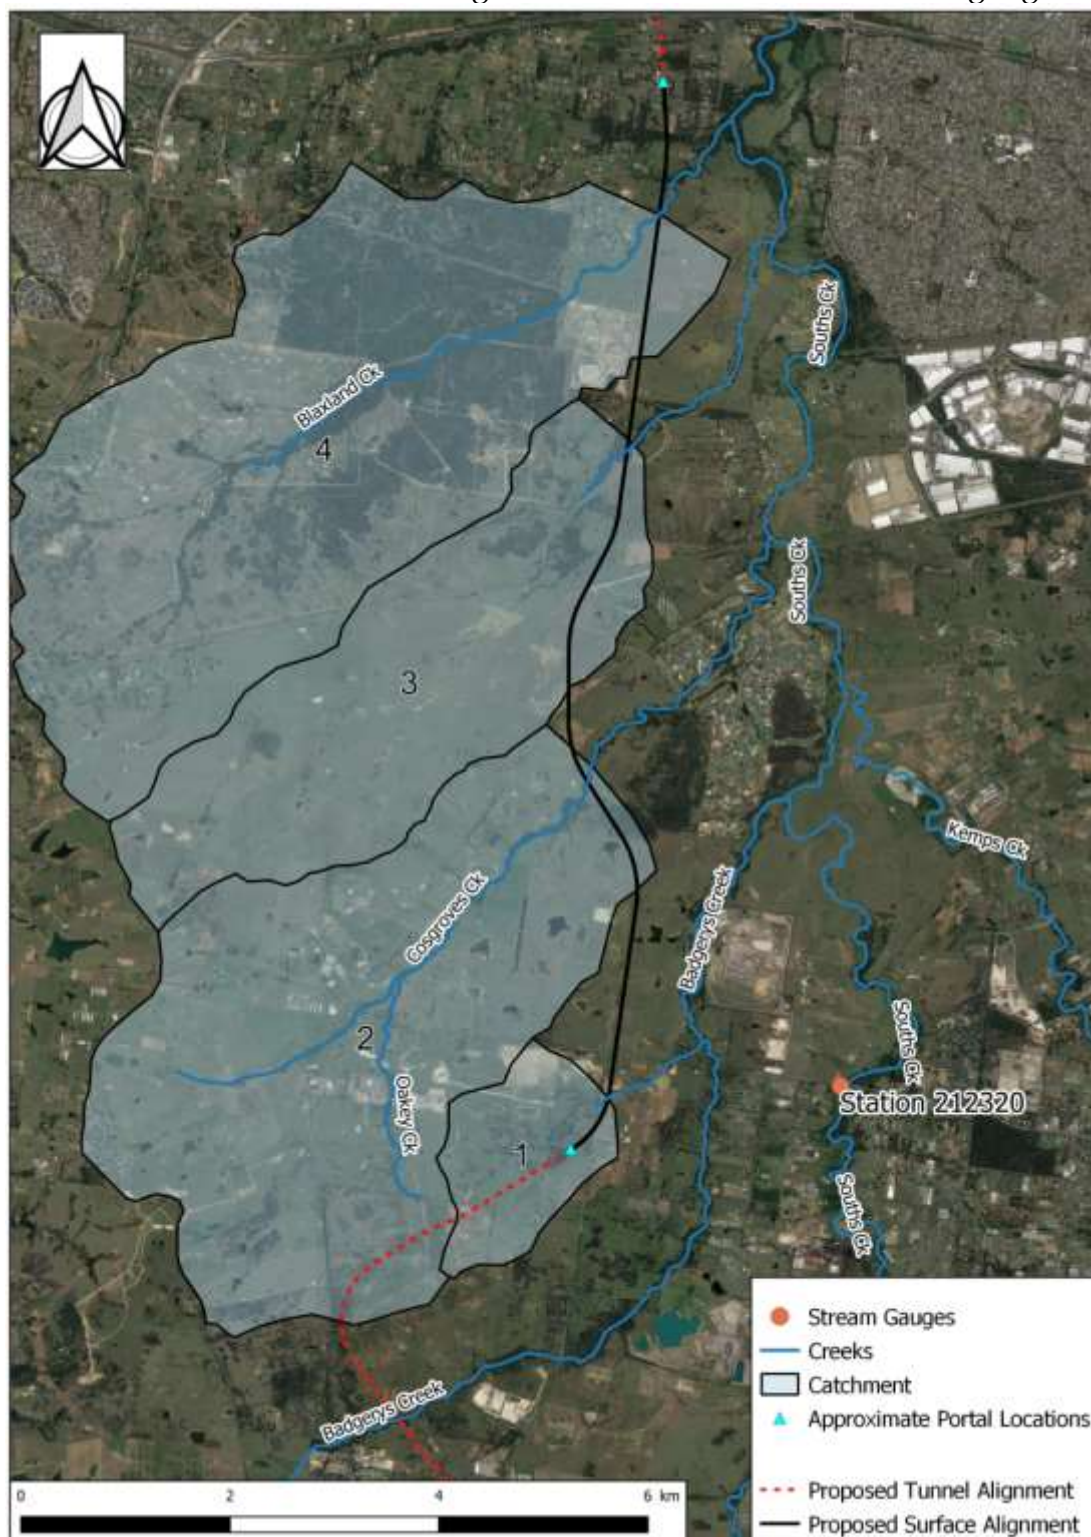 Souths Ck
Blaxland Ck
4
Souths Ck
3
Kemps Ck
Cosgroves Ck
Badgerys Creek
2
Souths Ck
Oakey Ck
Station 212320
1
Souths Ck
Badgerys Creek
Stream Gauges
Creeks
Catchment
Approximate Portal Locations
Proposed Tunnel Alignment
Proposed Surface Alignment
0 2 4 6 km